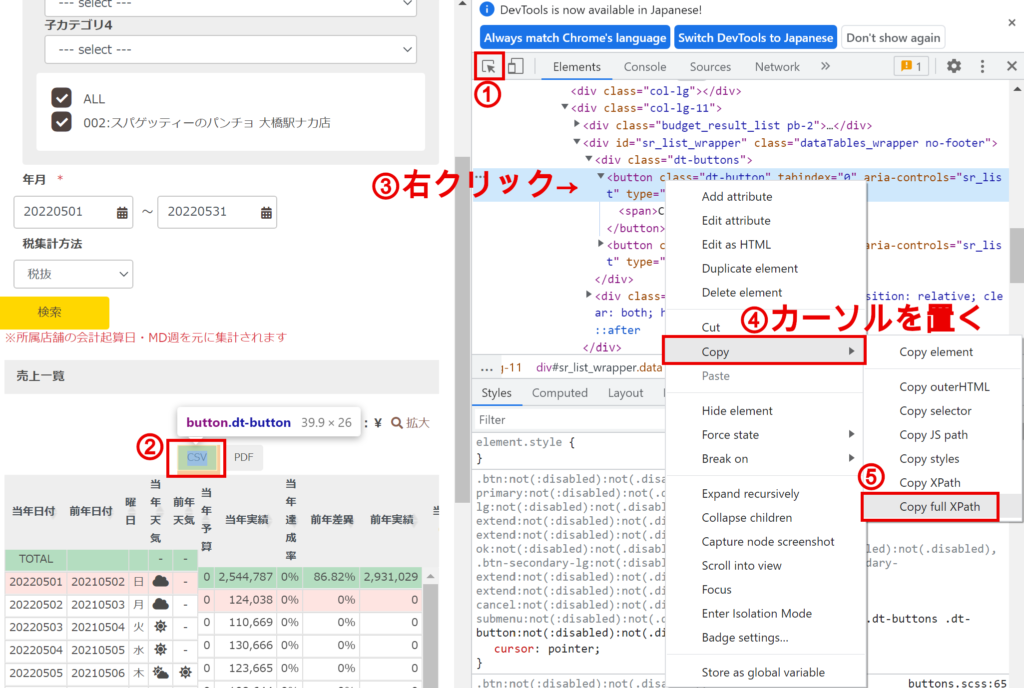 --- select ---
子カテゴリ4
--- select ---
ALL
002:スパゲッティーのパンチョ 大橋駅ナカ店
年月 *
20220501 ～ 20220531
税集計方法
税抜
検索
※所属店舗の会計起算日・MD週を元に集計されます
売上一覧
button.dt-button 39.9 × 26 : ¥ 拡大
② CSV PDF
当年日付 前年日付 曜日 当年天気 前年天気 当年予算 当年実績 当年達成率 前年差異 前年実績
TOTAL - - 0 2,544,787 0% 86.82% 2,931,029
20220501 20210502 日 - 0 124,038 0% 0% 0
20220502 20210503 月 - 0 110,669 0% 0% 0
20220503 20210504 火 - 0 130,666 0% 0% 0
20220504 20210505 水 - 0 123,665 0% 0% 0
20220505 20210506 木
DevTools is now available in Japanese!
Always match Chrome's language Switch DevTools to Japanese Don't show again
Elements Console Sources Network » 1
①
<div class="col-lg"></div>
<div class="col-lg-11">
<div class="budget_result_list pb-2">…</div>
<div id="sr_list_wrapper" class="dataTables_wrapper no-footer">
<div class="dt-buttons">
<button class="dt-button" tabindex="0" aria-controls="sr_lis
t" type="
③右クリック→
<span>C
</button>
<button c aria-controls="sr_lis
t" type="
</div>
<div clas sition: relative; cle
ar: both; h
::after
</div>
… -11 div#sr_list_wrapper.data
Styles Computed Layout
Filter
element.style {
}
.btn:not(:disabled):not(.d
primary:not(:disabled):not
lg:not(:disabled):not(.dis
extend:not(:disabled):not(
extend:not(:disabled):not(
ok:not(:disabled):not(.dis led):not(.disabled),
.btn-secondary-lg:not(:dis ndary-
extend:not(:disabled):not(
cancel:not(:disabled):not(
submenu:not(:disabled):not .dt-buttons .dt-
button:not(:disabled):not(.di
cursor: pointer;
}
.btn:not(:disabled):not(.d buttons.scss:65
Add attribute
Edit attribute
Edit as HTML
Duplicate element
Delete element
Cut
④カーソルを置く
Copy
Paste
Hide element
Force state
Break on
Expand recursively
Collapse children
Capture node screenshot
Scroll into view
Focus
Enter Isolation Mode
Badge settings...
Store as global variable
Copy element
Copy outerHTML
Copy selector
Copy JS path
Copy styles
Copy XPath
⑤
Copy full XPath